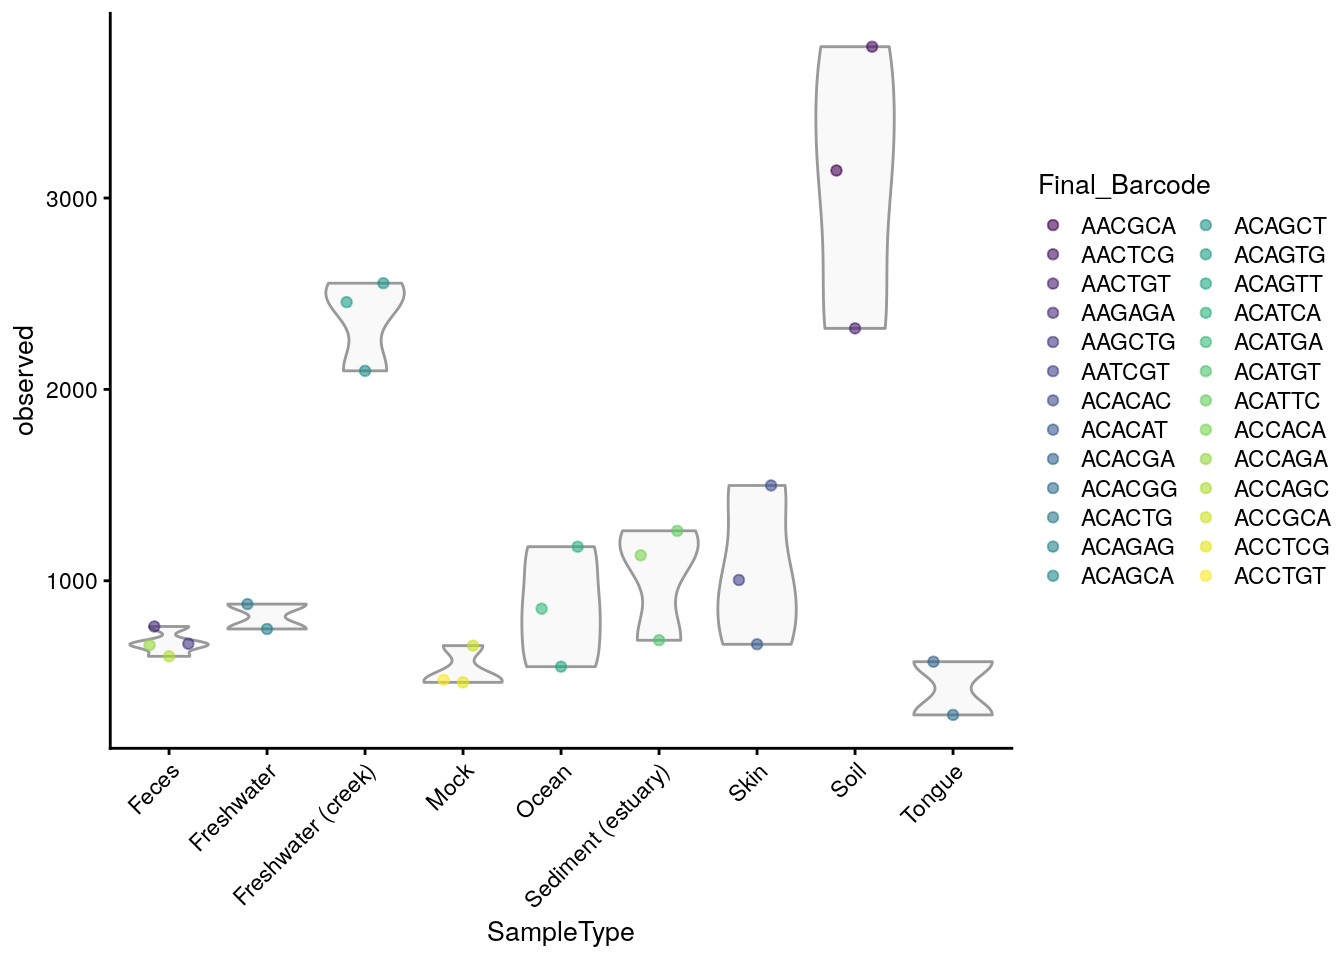 observed
3000
2000
1000
Feces
Freshwater
Freshwater (creek)
Mock
Ocean
Sediment (estuary)
Skin
Soil
Tongue
SampleType
Final_Barcode
AACGCA
AACTCG
AACTGT
AAGAGA
AAGCTG
AATCGT
ACACAC
ACACAT
ACACGA
ACACGG
ACACTG
ACAGAG
ACAGCA
ACAGCT
ACAGTG
ACAGTT
ACATCA
ACATGA
ACATGT
ACATTC
ACCACA
ACCAGA
ACCAGC
ACCGCA
ACCTCG
ACCTGT